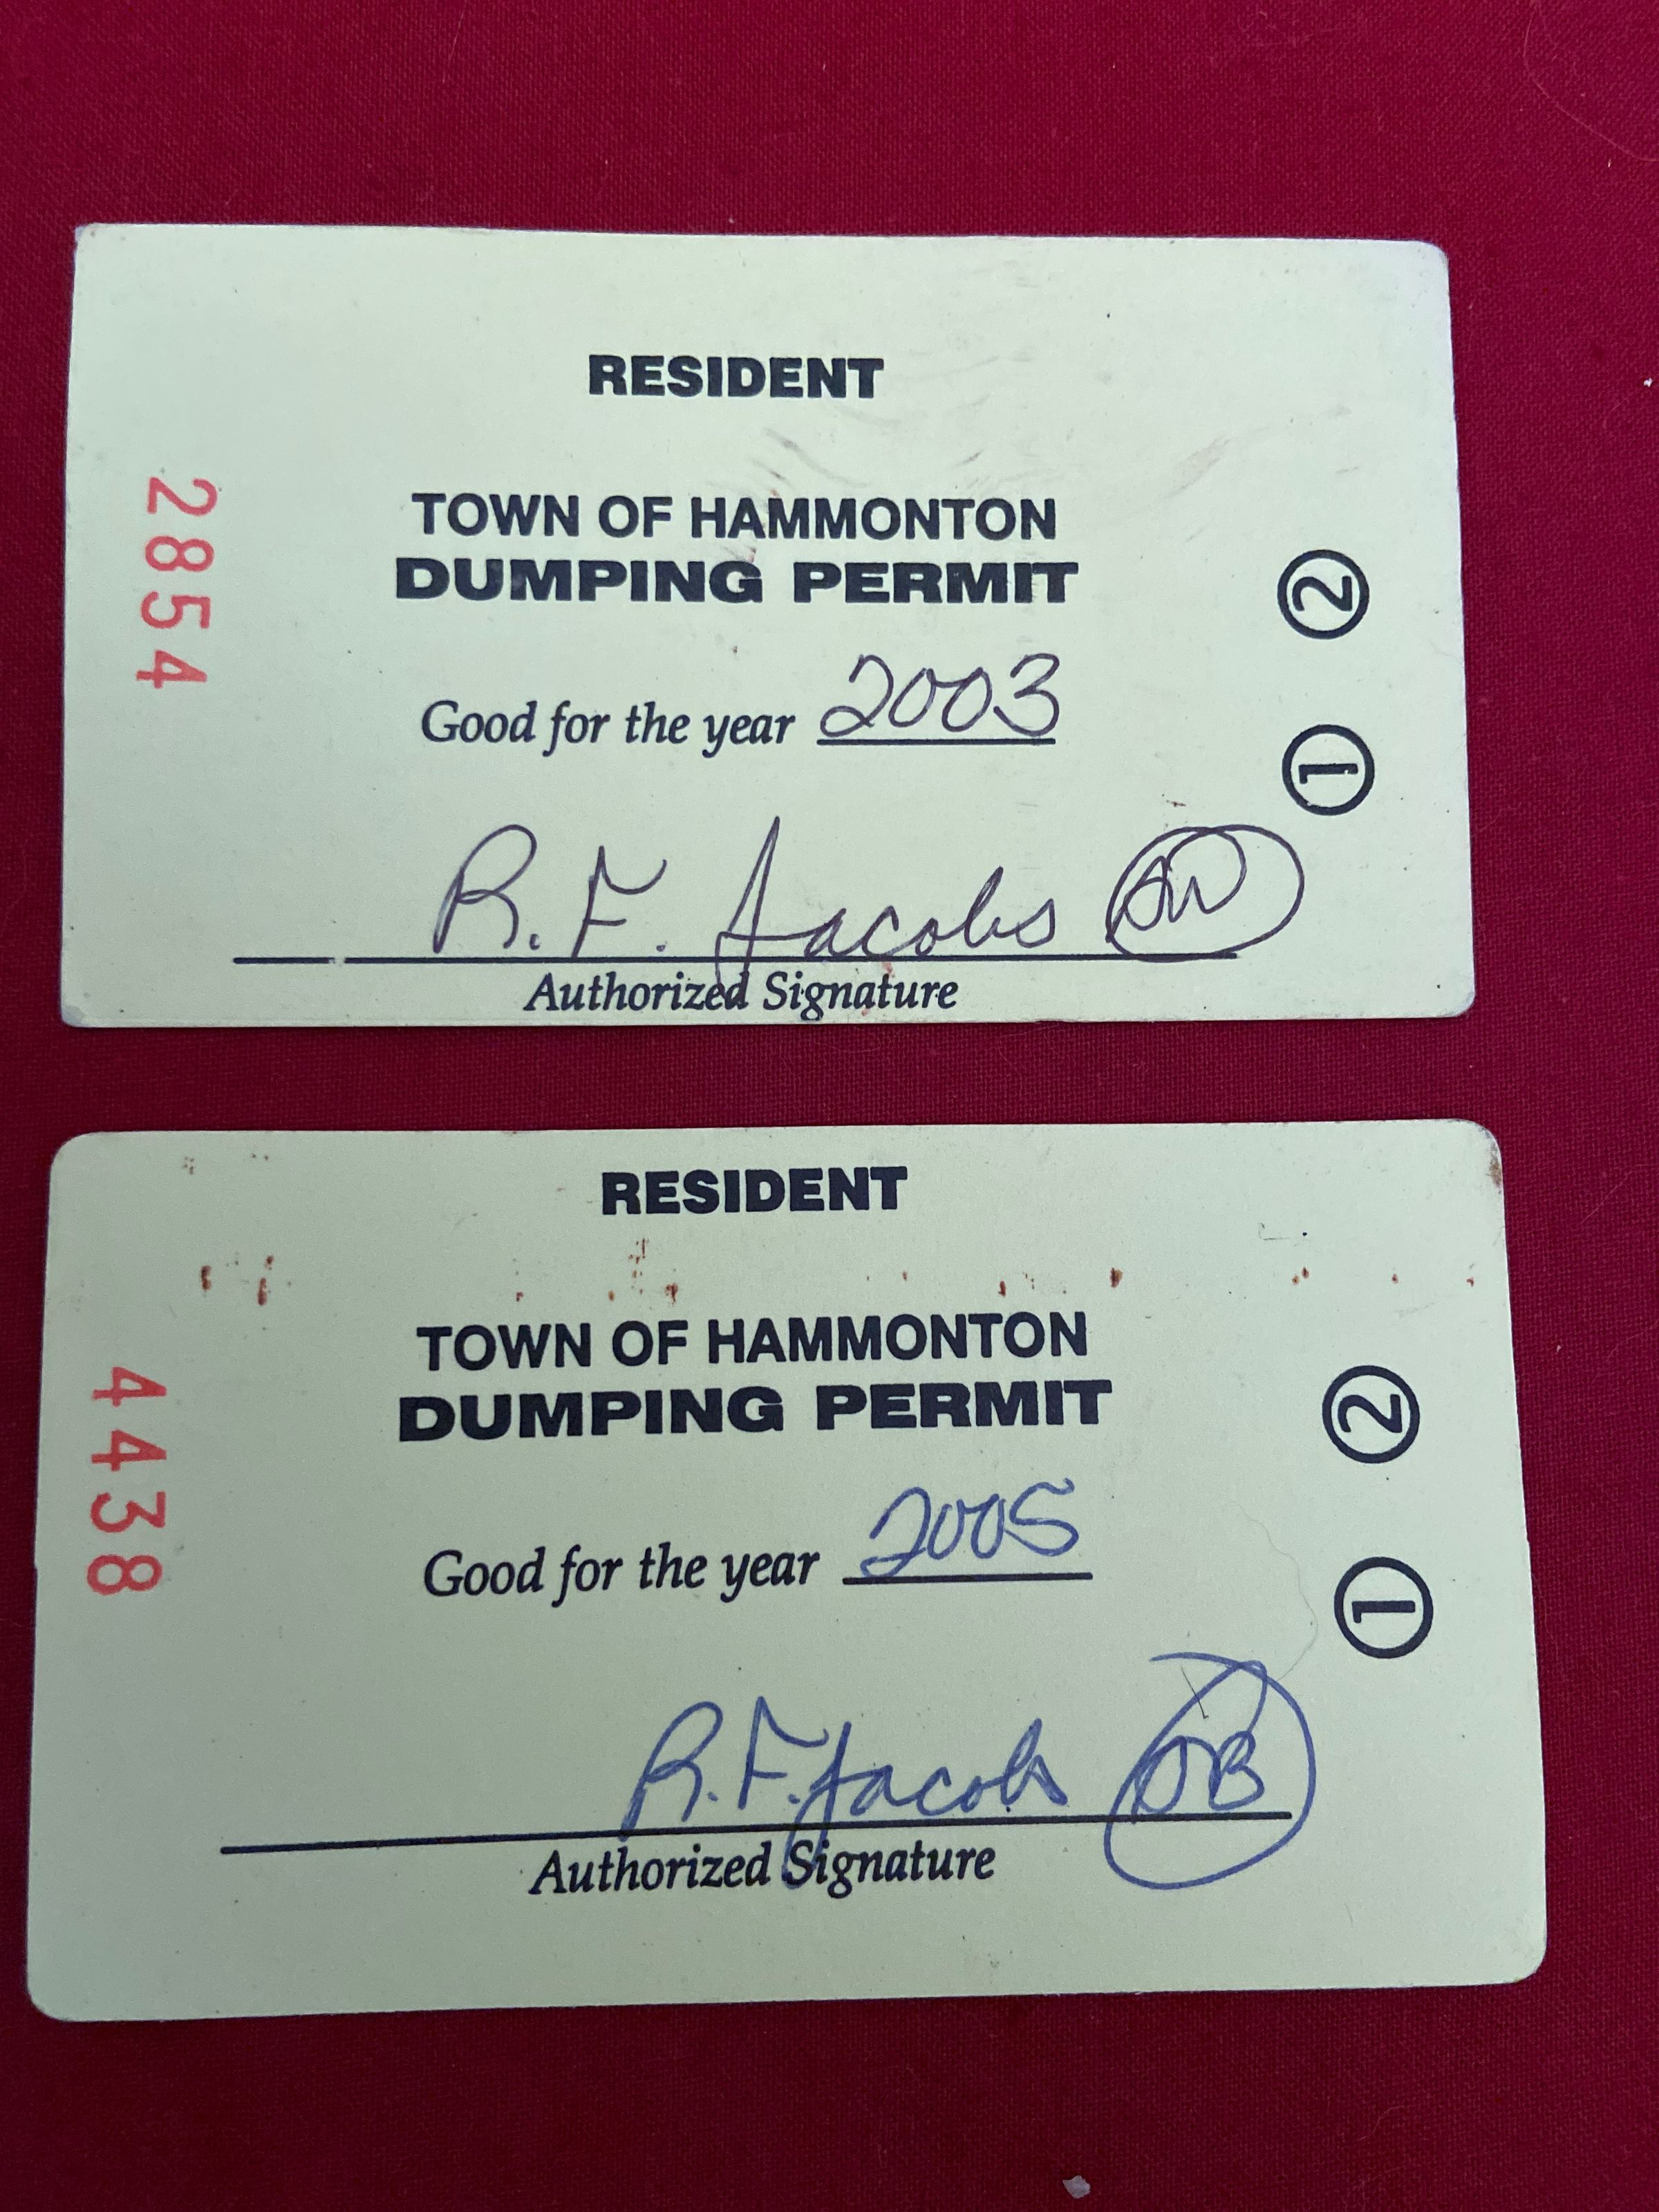 RESIDENT
TOWN OF HAMMONTON
DUMPING PERMIT
Good for the year 2003
R. F. Jacobs
Authorized Signature
2854
2
1
RESIDENT
TOWN OF HAMMONTON
DUMPING PERMIT
Good for the year 2005
R. F. Jacobs
Authorized Signature
4438
2
1